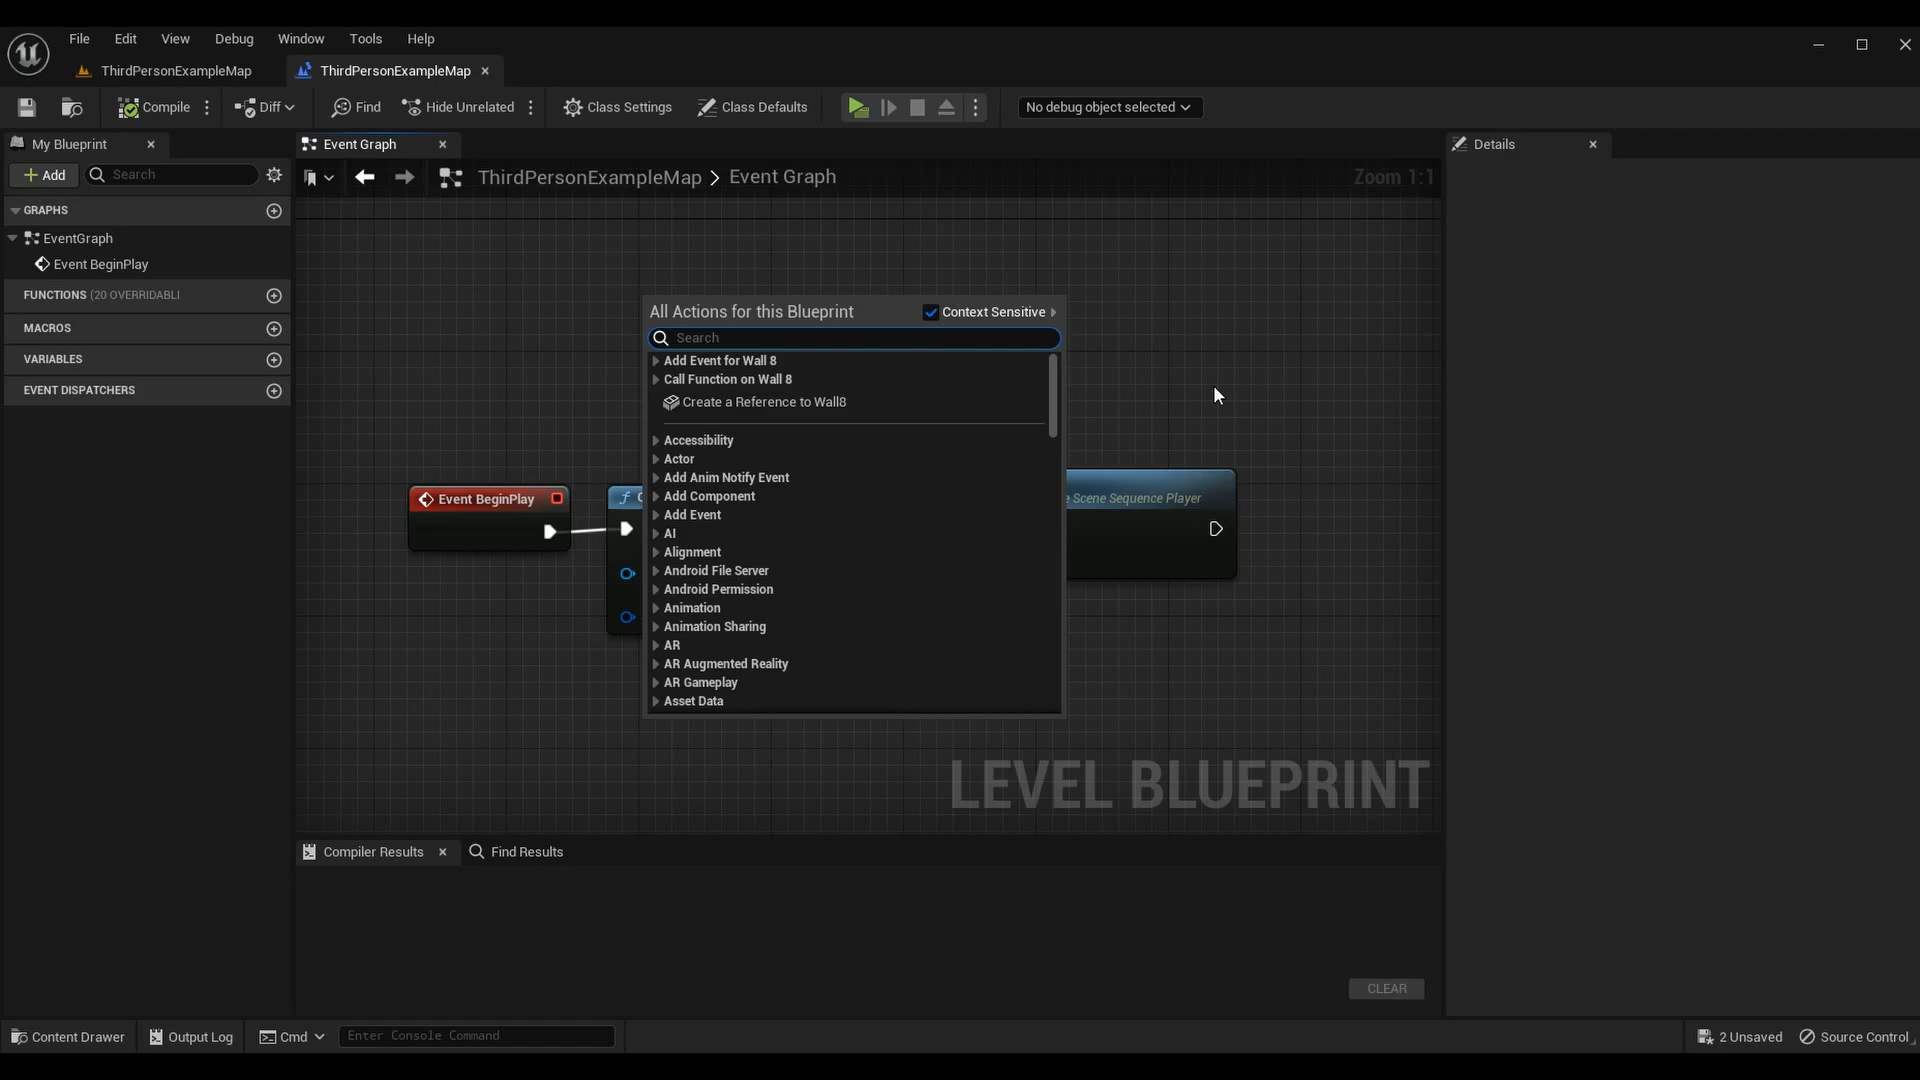 File Edit View Debug Window Tools Help
ThirdPersonExampleMap ThirdPersonExampleMap
Compile Diff Find Hide Unrelated Class Settings Class Defaults No debug object selected
My Blueprint Event Graph Details
Add Search ThirdPersonExampleMap > Event Graph Zoom 1:1
GRAPHS
EventGraph
Event BeginPlay
FUNCTIONS (20 OVERRIDABLI
MACROS
VARIABLES
EVENT DISPATCHERS
All Actions for this Blueprint Context Sensitive
Search
Add Event for Wall 8
Call Function on Wall 8
Create a Reference to Wall8
Accessibility
Actor
Add Anim Notify Event
Add Component
Add Event
AI
Alignment
Android File Server
Android Permission
Animation
Animation Sharing
AR
AR Augmented Reality
AR Gameplay
Asset Data
Event BeginPlay
e Scene Sequence Player
LEVEL BLUEPRINT
Compiler Results Find Results
CLEAR
Content Drawer Output Log Cmd Enter Console Command 2 Unsaved Source Control